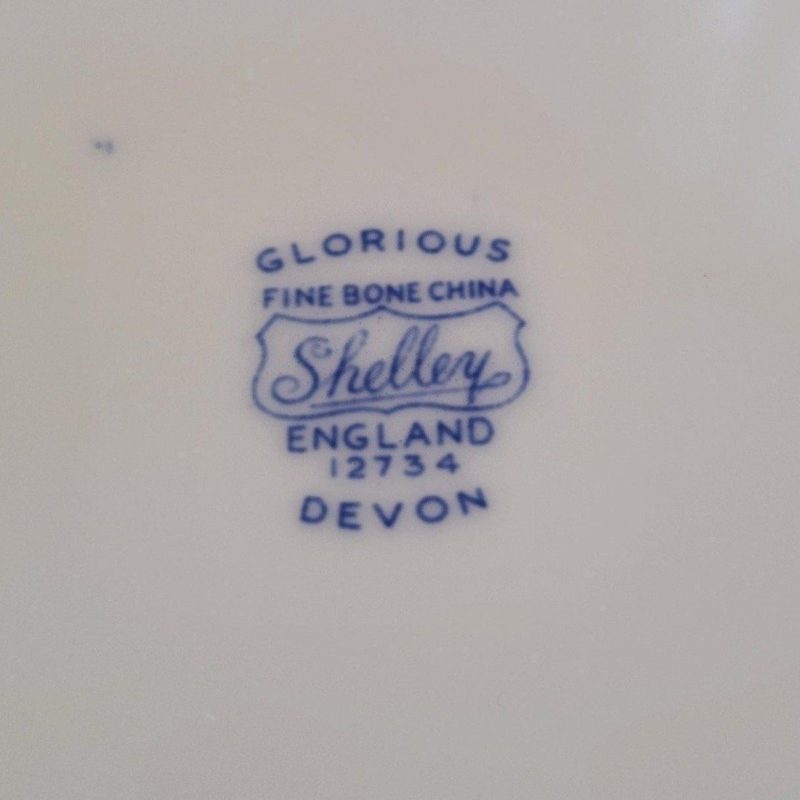 GLORIOUS
FINE BONE CHINA
Shelley
ENGLAND
12734
DEVON